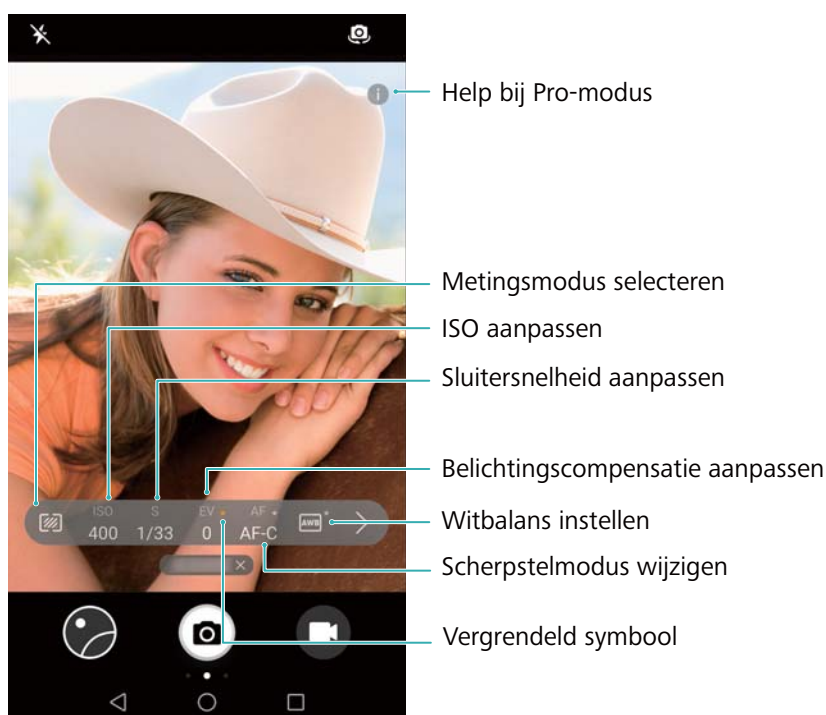 Help bij Pro-modus
Metingsmodus selecteren
ISO aanpassen
Sluitersnelheid aanpassen
Belichtingscompensatie aanpassen
Witbalans instellen
Scherpstelmodus wijzigen
Vergrendeld symbool
ISO S EV AF
400 1/33 0 AF-C AWB